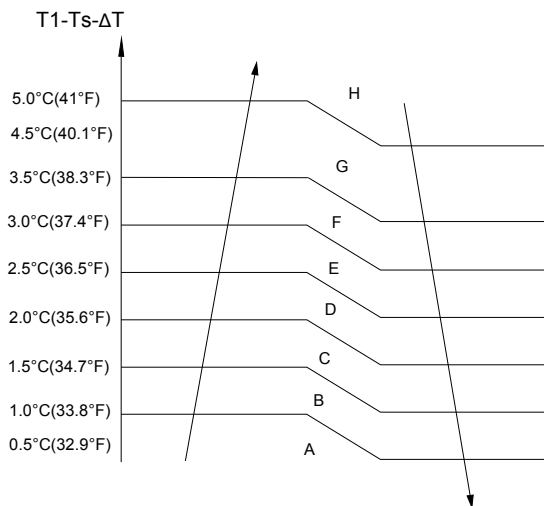 T1-Ts-ΔT
5.0°C(41°F)
H
4.5°C(40.1°F)
G
3.5°C(38.3°F)
3.0°C(37.4°F)
F
2.5°C(36.5°F)
E
2.0°C(35.6°F)
D
1.5°C(34.7°F)
C
1.0°C(33.8°F)
B
0.5°C(32.9°F)
A